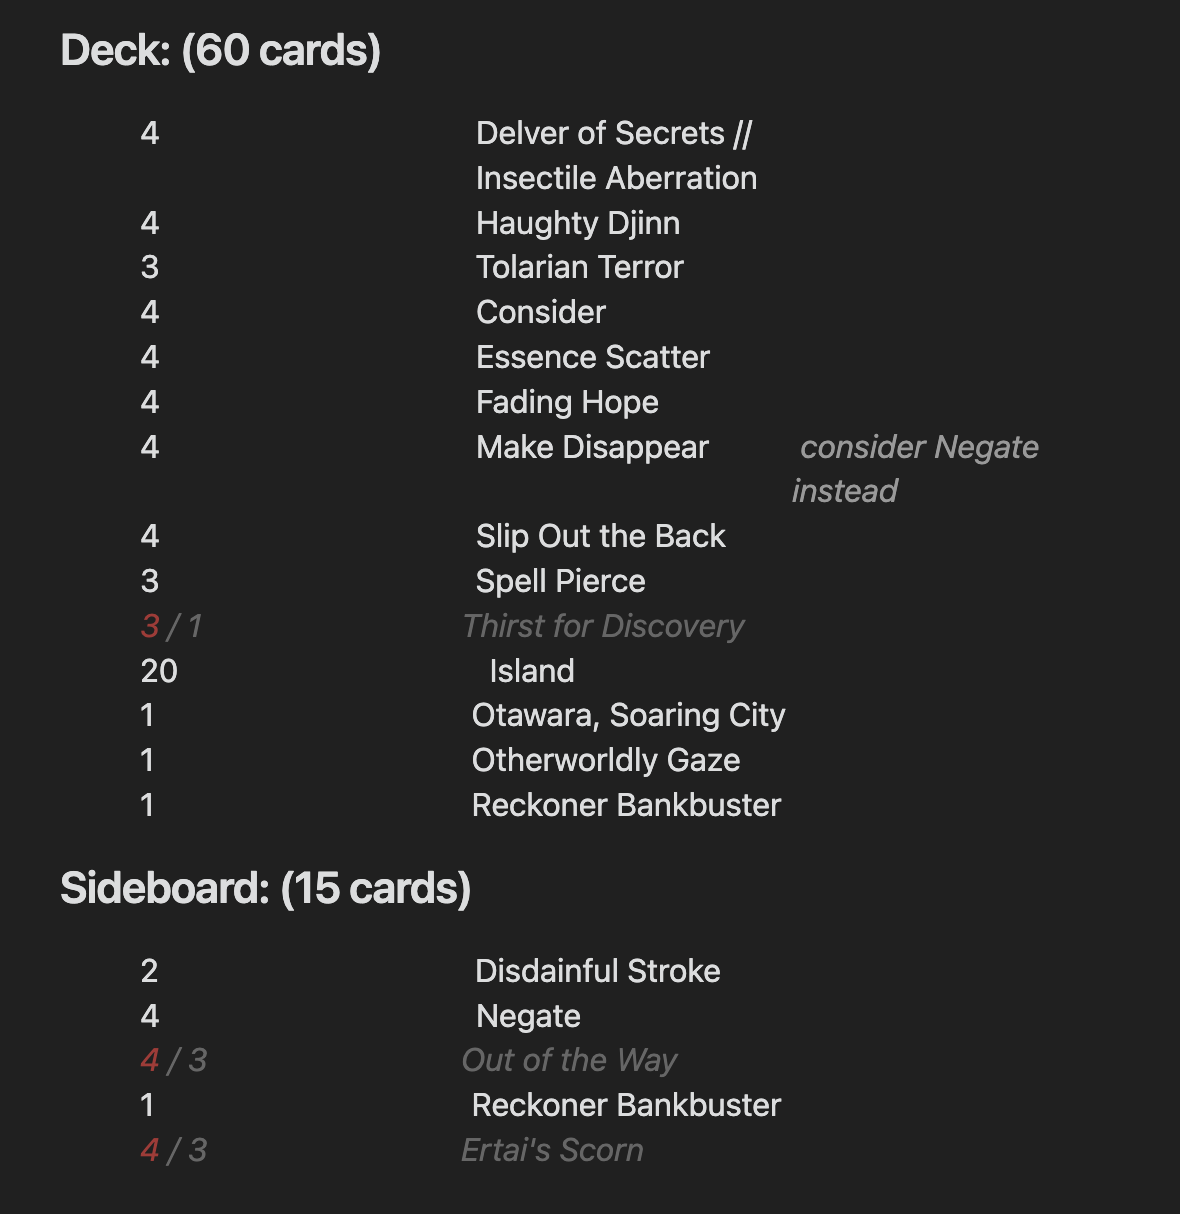 Deck: (60 cards)
4 Delver of Secrets //
Insectile Aberration
4 Haughty Djinn
3 Tolarian Terror
4 Consider
4 Essence Scatter
4 Fading Hope
4 Make Disappear consider Negate
instead
4 Slip Out the Back
3 Spell Pierce
3 / 1 Thirst for Discovery
20 Island
1 Otawara, Soaring City
1 Otherworldly Gaze
1 Reckoner Bankbuster
Sideboard: (15 cards)
2 Disdainful Stroke
4 Negate
4 / 3 Out of the Way
1 Reckoner Bankbuster
4 / 3 Ertai's Scorn